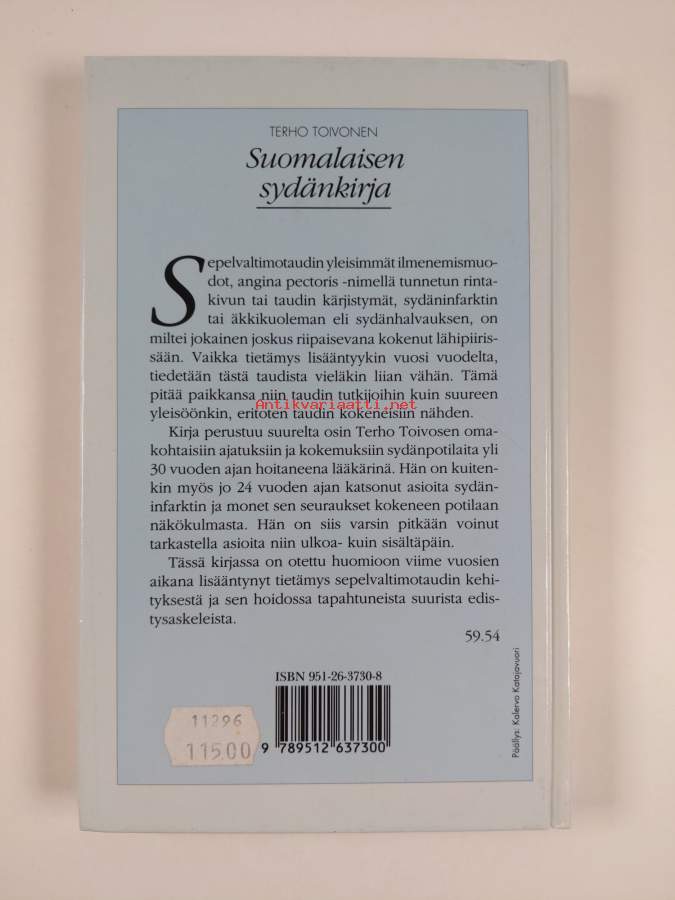 TERHO TOIVONEN
Suomalaisen
sydänkirja
Sepelvaltimotaudin yleisimmät ilmenemismuo-
dot, angina pectoris -nimellä tunnetun rinta-
kivun tai taudin kärjistymät, sydäninfarktin
tai äkkikuoleman eli sydänhalvauksen, on
miltei jokainen joskus riipaisevana kokenut lähipiiris-
sään. Vaikka tietämys lisääntyykin vuosi vuodelta,
tiedetään tästä taudista vieläkin liian vähän. Tämä
pitää paikkansa niin taudin tutkijoihin kuin suureen
Antikvariaatti.net
yleisöönkin, eritoten taudin kokeneisiin nähden.
Kirja perustuu suurelta osin Terho Toivosen oma-
kohtaisiin ajatuksiin ja kokemuksiin sydänpotilaita yli
30 vuoden ajan hoitaneena lääkärinä. Hän on kuiten-
kin myös jo 24 vuoden ajan katsonut asioita sydän-
infarktin ja monet sen seuraukset kokeneen potilaan
näkökulmasta. Hän on siis varsin pitkään voinut
tarkastella asioita niin ulkoa- kuin sisältäpäin.
Tässä kirjassa on otettu huomioon viime vuosien
aikana lisääntynyt tietämys sepelvaltimotaudin kehi-
tyksestä ja sen hoidossa tapahtuneista suurista edis-
tysaskeleista.
59.54
ISBN 951-26-3730-8
9 789512 637300
11296
115.00
Päällys: Kalervo Katajavuori